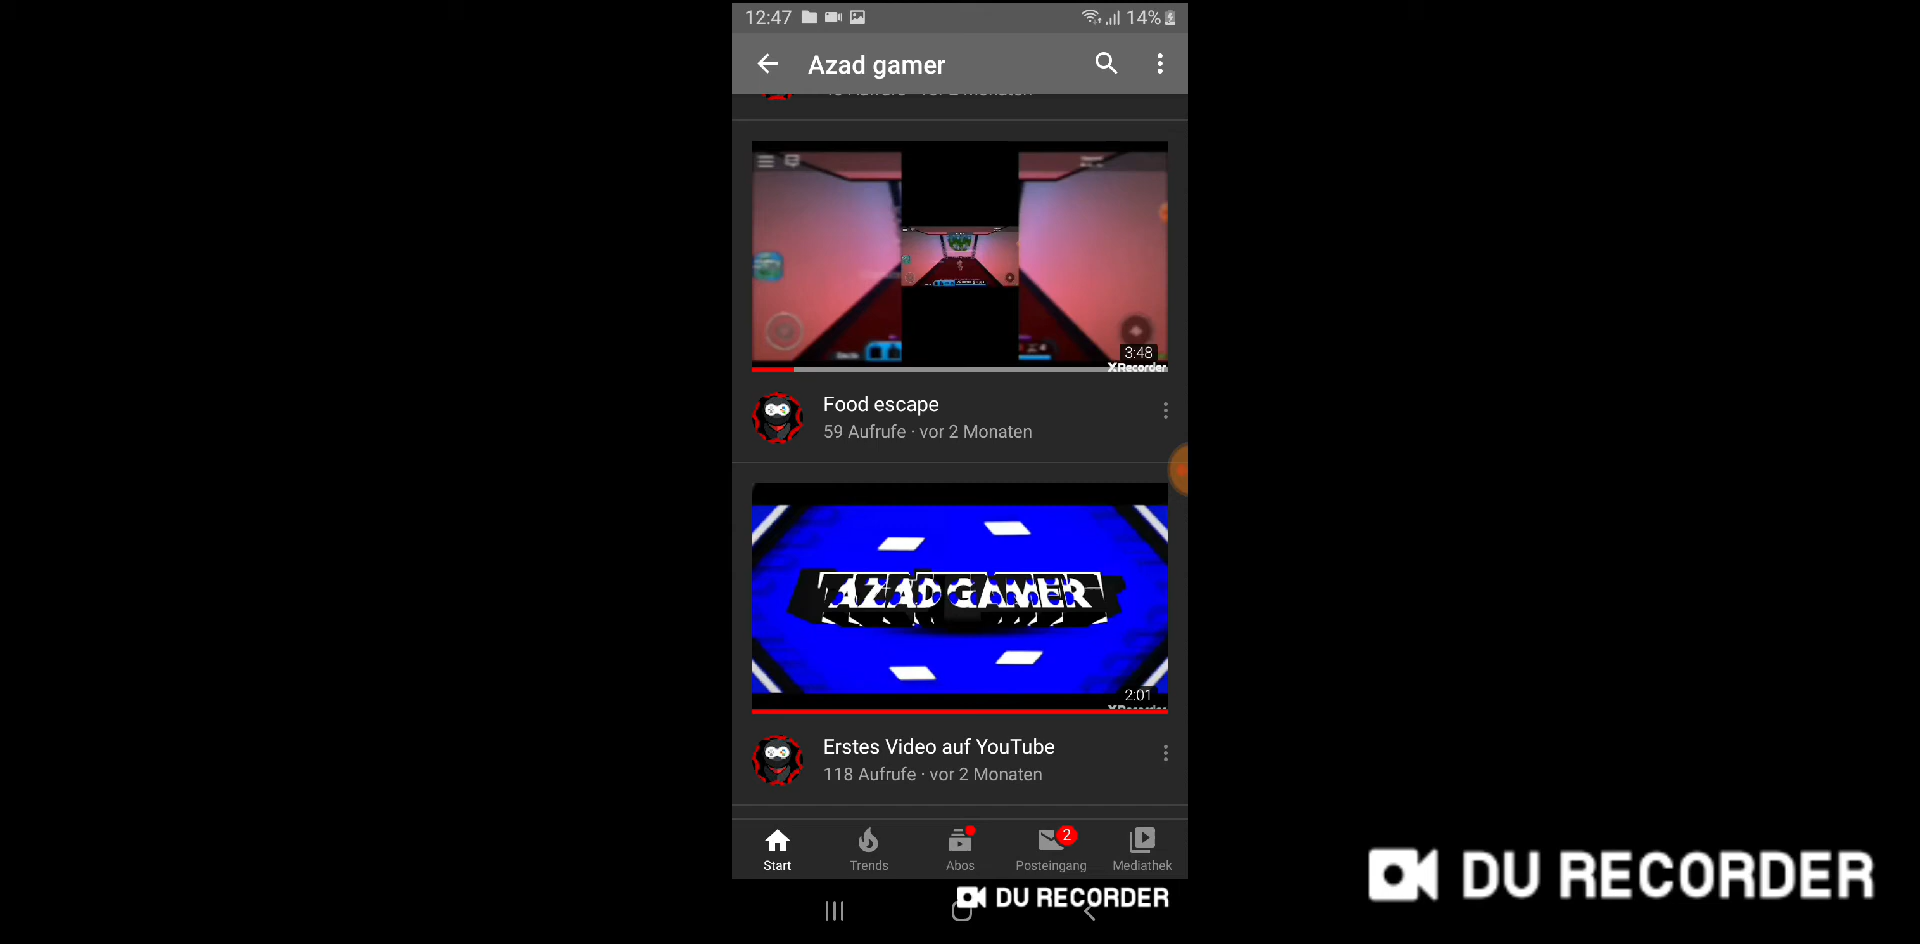 12:47 14%
Azad gamer
3:48
XRecorder
Food escape
59 Aufrufe · vor 2 Monaten
AZAD GAMER
2:01
XRecorder
Erstes Video auf YouTube
118 Aufrufe · vor 2 Monaten
2
Start Trends Abos Posteingang Mediathek
DU RECORDER
DU RECORDER